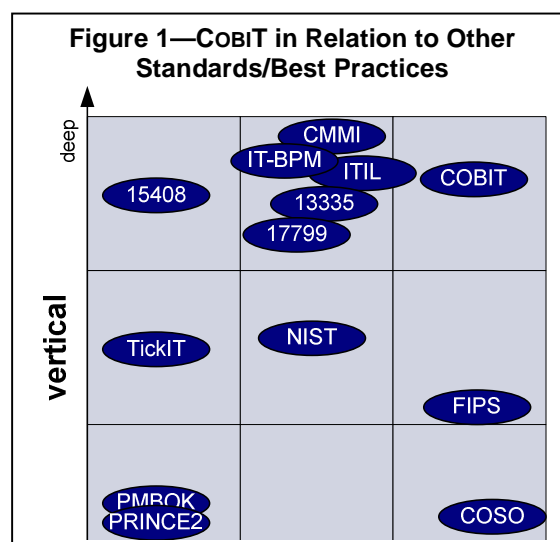 Figure 1—COBIT in Relation to Other
Standards/Best Practices
deep
vertical
CMMI
IT-BPM
ITIL
COBIT
15408
13335
17799
NIST
TickIT
FIPS
PMBOK
PRINCE2
COSO